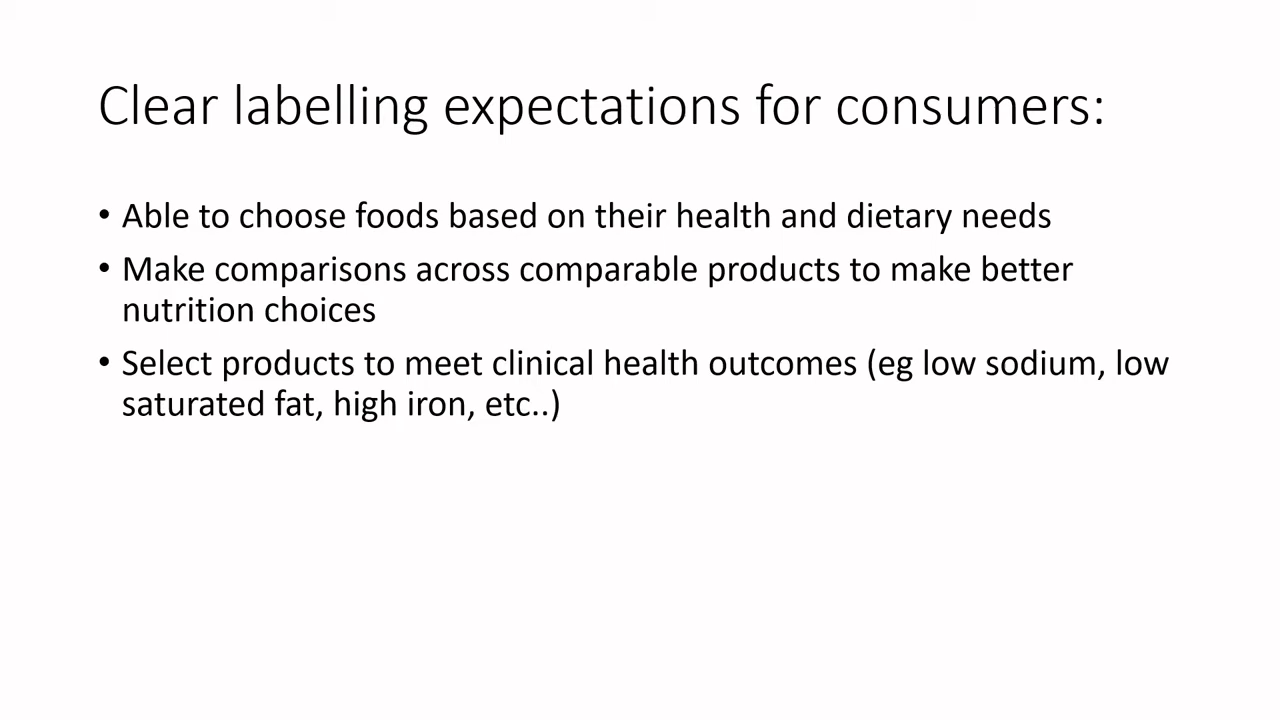 Clear labelling expectations for consumers:
• Able to choose foods based on their health and dietary needs
• Make comparisons across comparable products to make better
nutrition choices
• Select products to meet clinical health outcomes (eg low sodium, low
saturated fat, high iron, etc..)